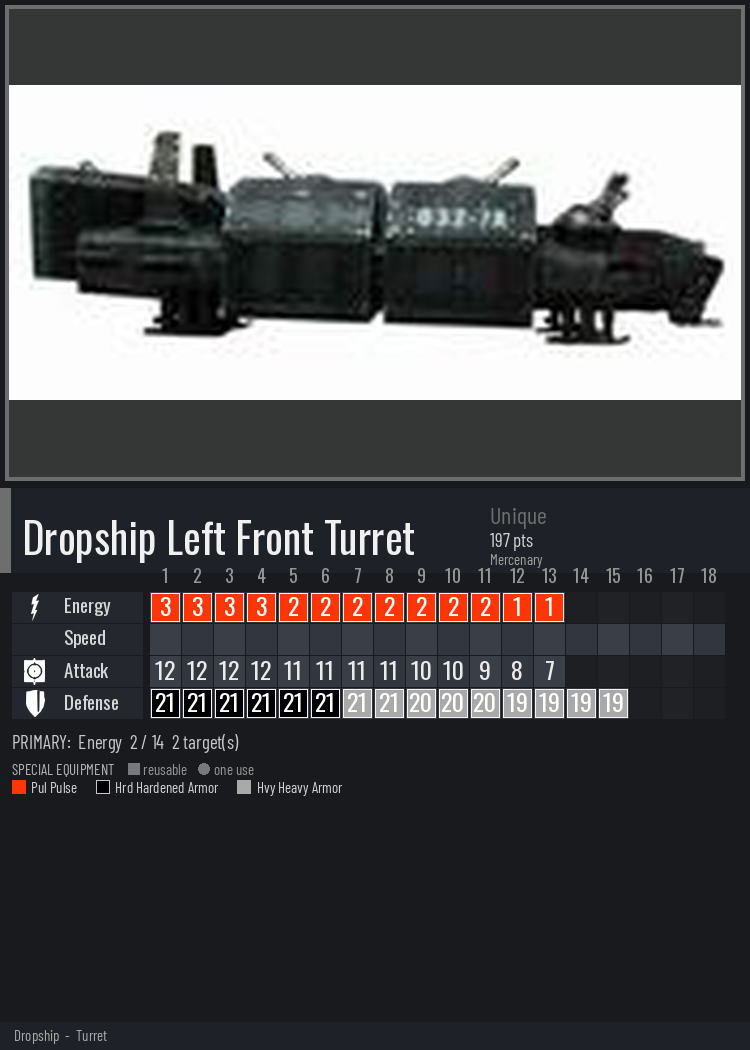 Dropship Left Front Turret
Unique
197 pts
Mercenary
1 2 3 4 5 6 7 8 9 10 11 12 13 14 15 16 17 18
Energy 3 3 3 3 2 2 2 2 2 2 2 1 1
Speed
Attack 12 12 12 12 11 11 11 11 10 10 9 8 7
Defense 21 21 21 21 21 21 21 21 20 20 20 19 19 19 19
PRIMARY: Energy 2 / 14 2 target(s)
SPECIAL EQUIPMENT reusable one use
Pul Pulse Hrd Hardened Armor Hvy Heavy Armor
Dropship - Turret